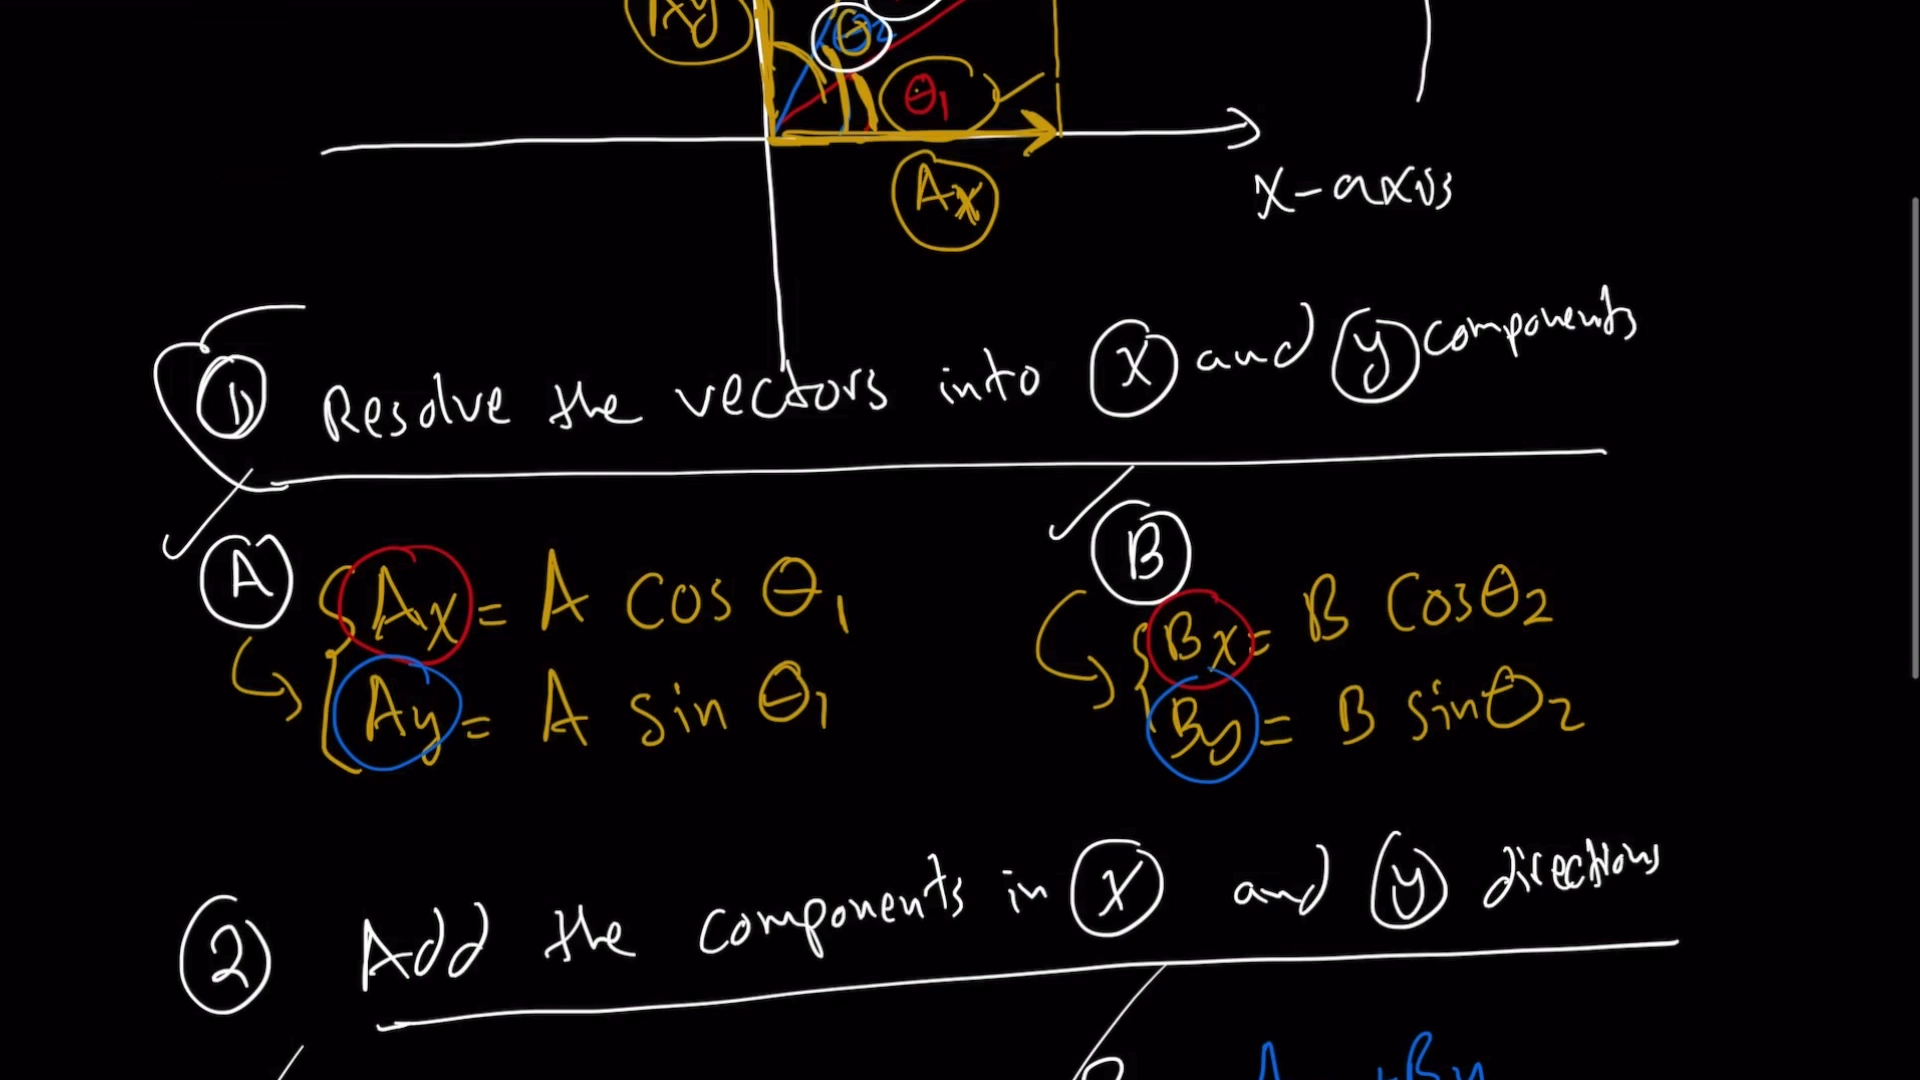 Ay
θ2
θ1
Ax
x-axis
1) Resolve the vectors into x and y components
A
Ax = A cos θ1
Ay = A sin θ1
B
Bx = B cos θ2
By = B sin θ2
2 Add the components in x and y directions